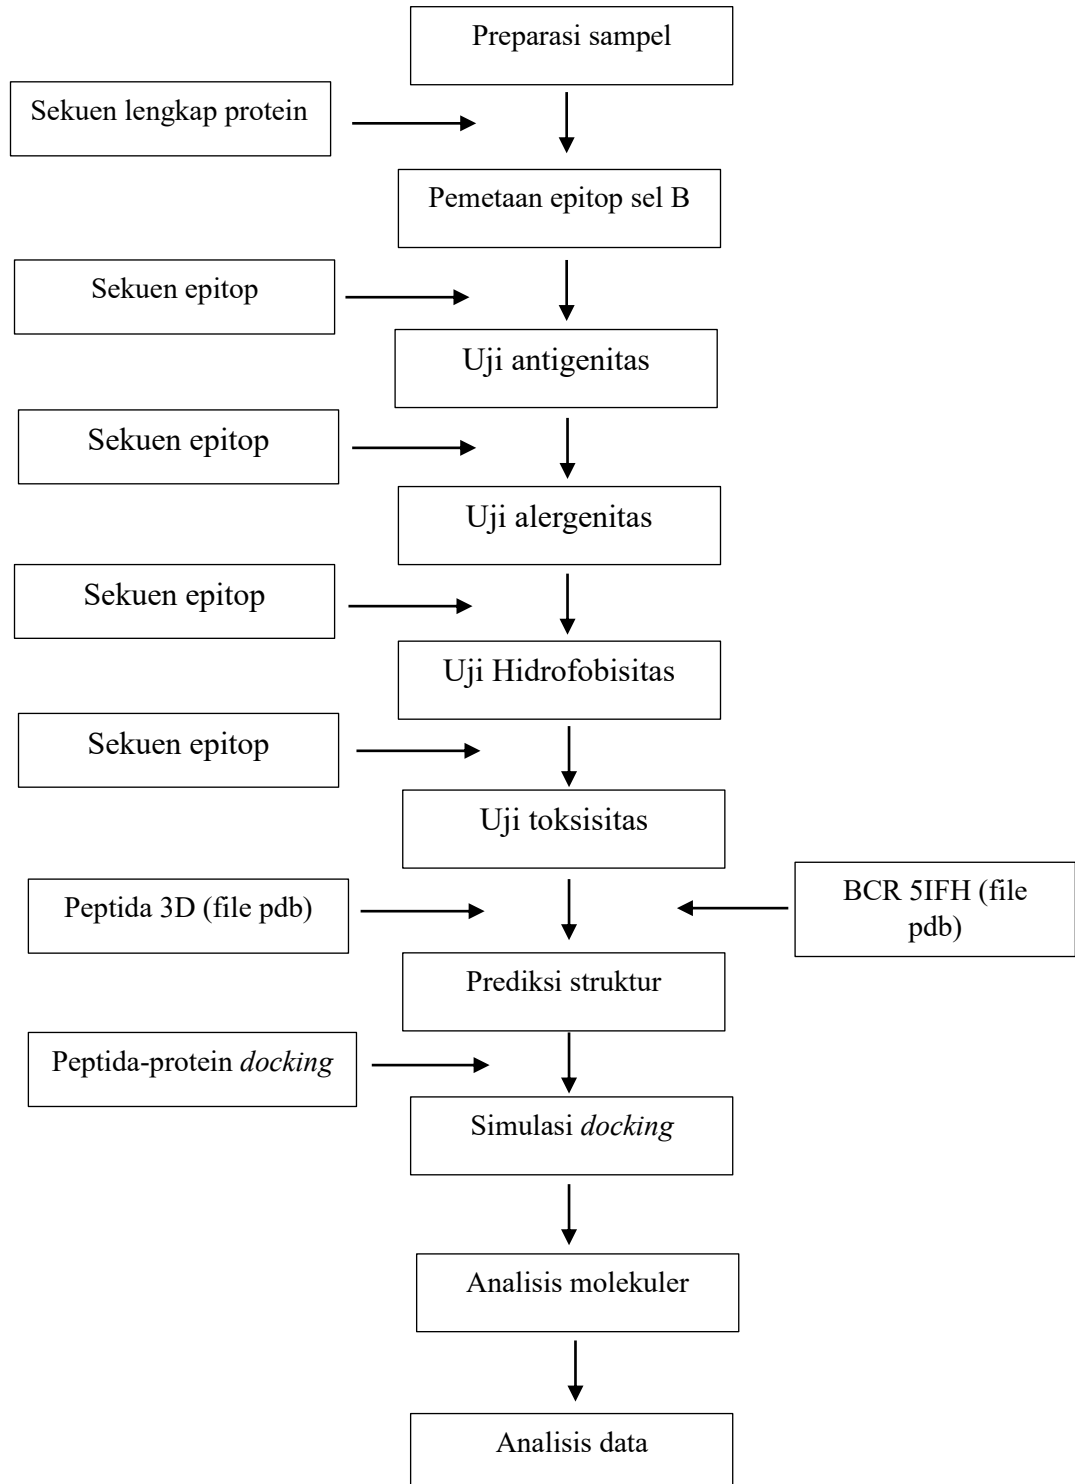 Preparasi sampel
Sekuen lengkap protein
Pemetaan epitop sel B
Sekuen epitop
Uji antigenitas
Sekuen epitop
Uji alergenitas
Sekuen epitop
Uji Hidrofobisitas
Sekuen epitop
Uji toksisitas
Peptida 3D (file pdb)
BCR 5IFH (file
pdb)
Prediksi struktur
Peptida-protein docking
Simulasi docking
Analisis molekuler
Analisis data